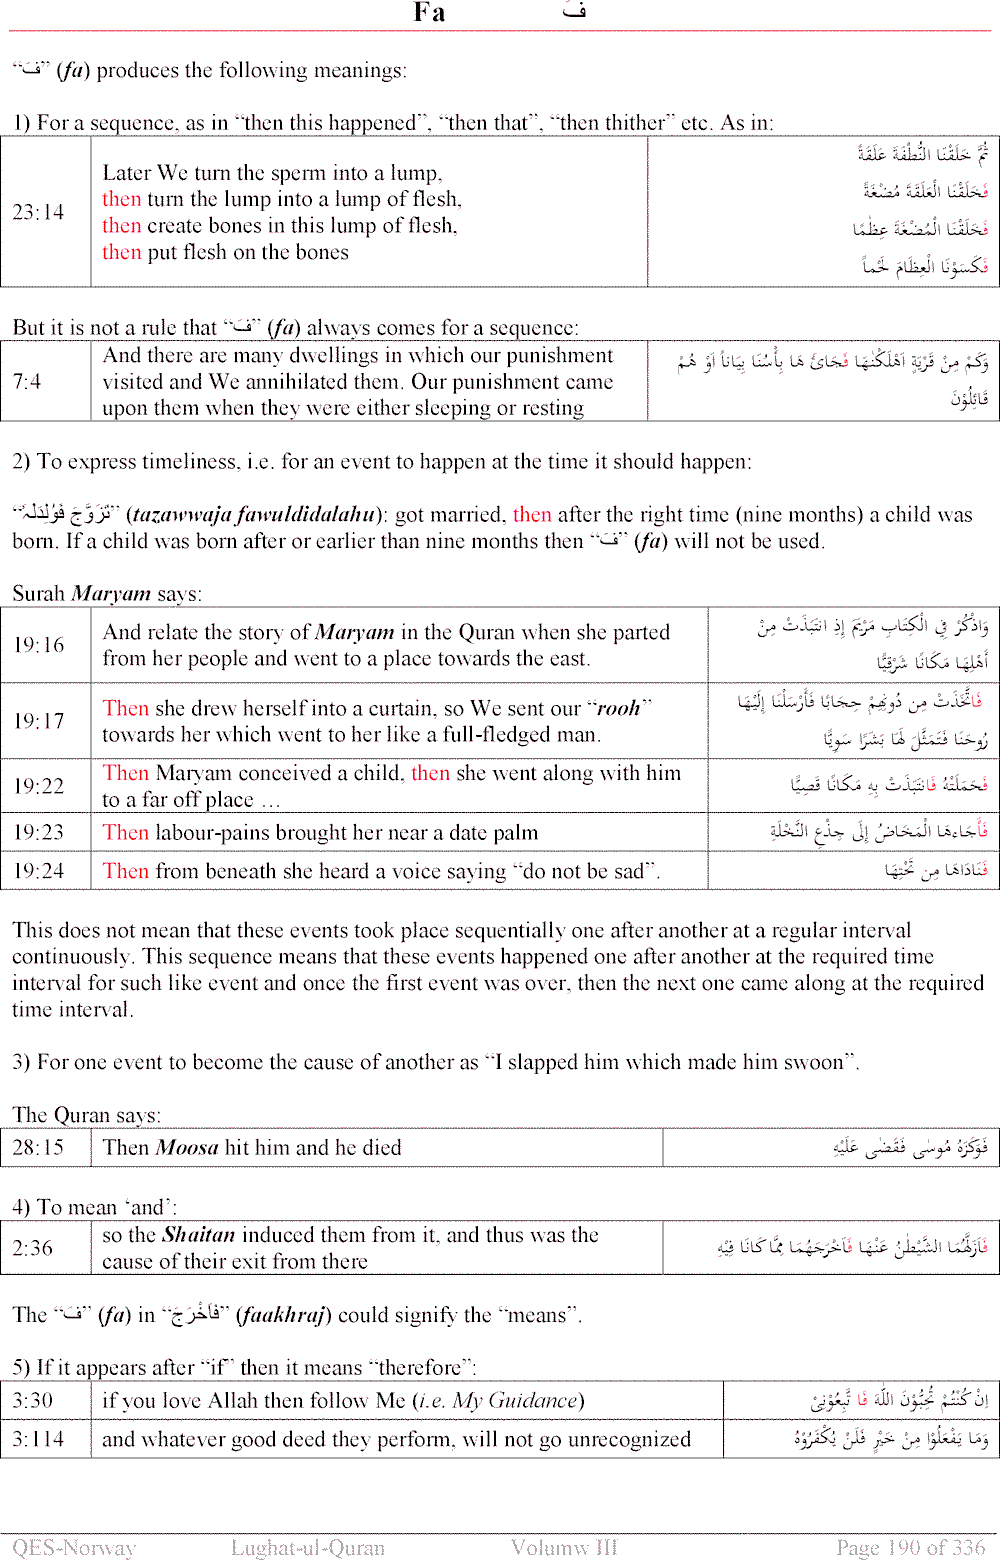 Fa فَ
“فَ” (fa) produces the following meanings:
1) For a sequence, as in “then this happened”, “then that”, “then thither” etc. As in:
23:14
Later We turn the sperm into a lump,
then turn the lump into a lump of flesh,
then create bones in this lump of flesh,
then put flesh on the bones
ثُمَّ خَلَقْنَا النُّطْفَةَ عَلَقَةً
فَخَلَقْنَا الْعَلَقَةَ مُضْغَةً
فَخَلَقْنَا الْمُضْغَةَ عِظٰمًا
فَكَسَوْنَا الْعِظَامَ لَحْماً
But it is not a rule that “فَ” (fa) always comes for a sequence:
7:4
And there are many dwellings in which our punishment
visited and We annihilated them. Our punishment came
upon them when they were either sleeping or resting
وَكَمْ مِنْ قَرْيَةٍ اَهْلَكْنٰهَا فَجَائَ هَا بِأْسُنَا بِيَاتاً اَوْ هُمْ
قَائِلُوْنَ
2) To express timeliness, i.e. for an event to happen at the time it should happen:
“تَزَوَّجَ فَوُلِدَلَہٗ” (tazawwaja fawuldidalahu): got married, then after the right time (nine months) a child was
born. If a child was born after or earlier than nine months then “فَ” (fa) will not be used.
Surah Maryam says:
19:16
And relate the story of Maryam in the Quran when she parted
from her people and went to a place towards the east.
وَاذْكُرْ فِي الْكِتَابِ مَرْيَمَ إِذِ انتَبَذَتْ مِنْ
أَهْلِهَا مَكَانًا شَرْقِيًّا
19:17
Then she drew herself into a curtain, so We sent our “rooh”
towards her which went to her like a full-fledged man.
فَاتَّخَذَتْ مِن دُونِهِمْ حِجَابًا فَأَرْسَلْنَا إِلَيْهَا
رُوحَنَا فَتَمَثَّلَ لَهَا بَشَرًا سَوِيًّا
19:22
Then Maryam conceived a child, then she went along with him
to a far off place …
فَحَمَلَتْهُ فَانتَبَذَتْ بِهِ مَكَانًا قَصِيًّا
19:23
Then labour-pains brought her near a date palm
فَأَجَاءهَا الْمَخَاضُ إِلَى جِذْعِ النَّخْلَةِ
19:24
Then from beneath she heard a voice saying “do not be sad”.
فَنَادَاهَا مِن تَحْتِهَا
This does not mean that these events took place sequentially one after another at a regular interval
continuously. This sequence means that these events happened one after another at the required time
interval for such like event and once the first event was over, then the next one came along at the required
time interval.
3) For one event to become the cause of another as “I slapped him which made him swoon”.
The Quran says:
28:15
Then Moosa hit him and he died
فَوَكَزَهُ مُوسٰى فَقَضٰى عَلَيْهِ
4) To mean ‘and’:
2:36
so the Shaitan induced them from it, and thus was the
cause of their exit from there
فَاَزَلَّهُمَا الشَّيْطٰنُ عَنْهَا فَاَخْرَجَهُمَا مِمَّا كَانَا فِيْهِ
The “فَ” (fa) in “فَاَخْرَجَ” (faakhraj) could signify the “means”.
5) If it appears after “if” then it means “therefore”:
3:30
if you love Allah then follow Me (i.e. My Guidance)
اِنْ كُنْتُمْ تُحِبُّوْنَ اللّٰهَ فَا تَّبِعُوْنِىْ
3:114
and whatever good deed they perform, will not go unrecognized
وَمَا يَفْعَلُوْا مِنْ خَيْرٍ فَلَنْ يُكْفَرُوْهُ
QES-Norway Lughat-ul-Quran Volumw III Page 190 of 336